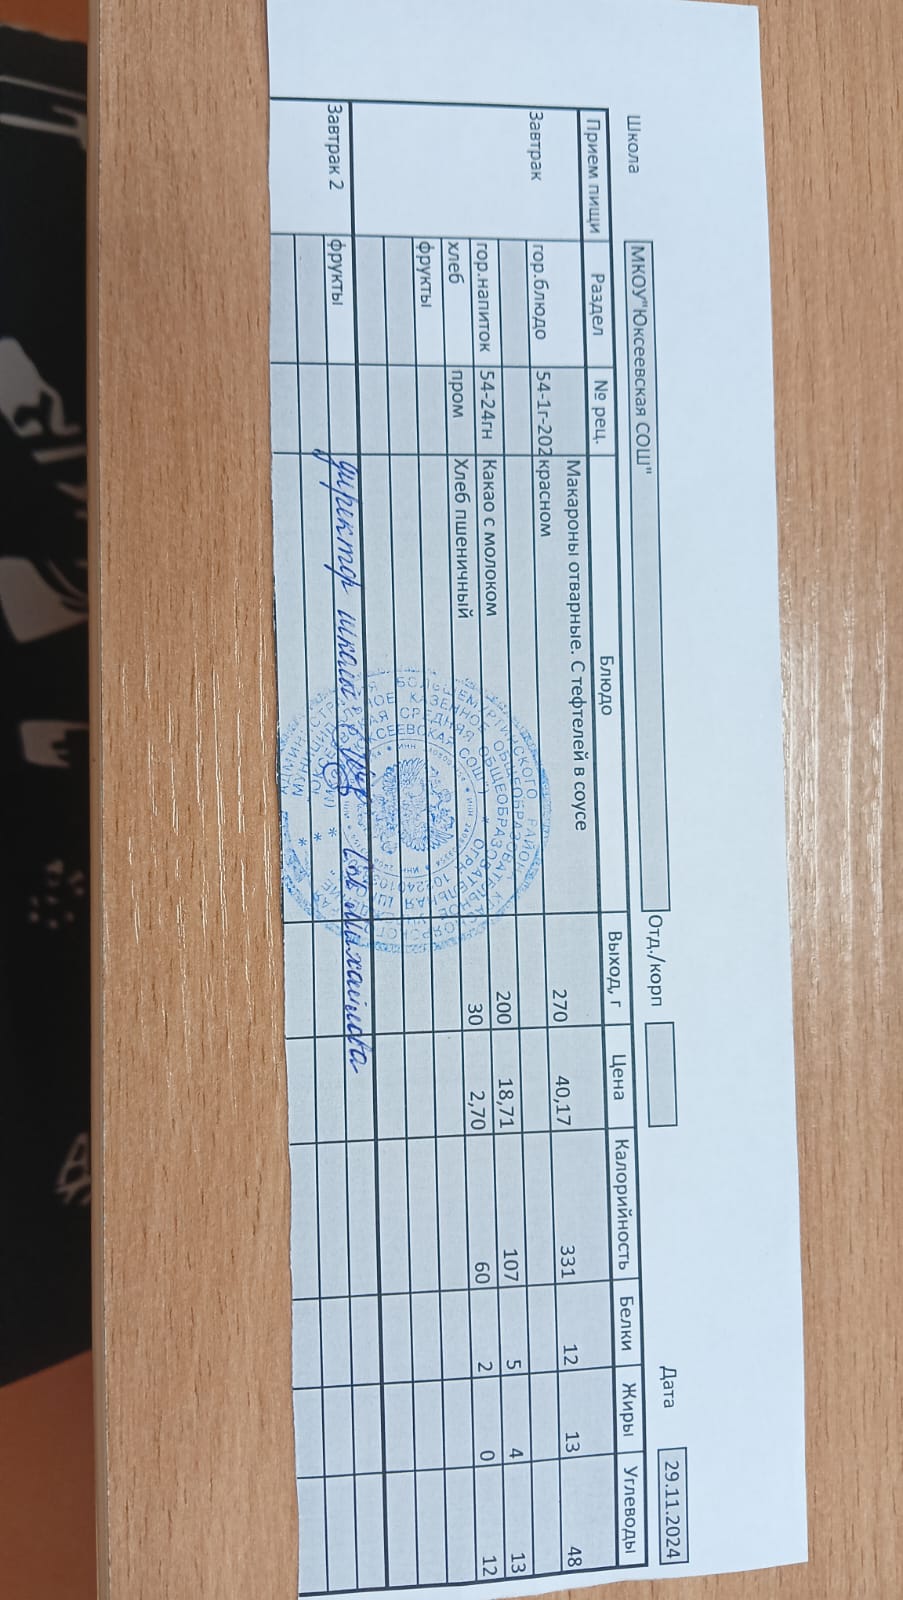 Школа МКОУ"Юксеевская СОШ" Отд./корп Дата 29.11.2024
Прием пищи Раздел № рец. Блюдо Выход, г Цена Калорийность Белки Жиры Углеводы
Макароны отварные. С тефтелей в соусе
Завтрак гор.блюдо 54-1г-202 красном 270 40,17 331 12 13 48
гор.напиток 54-24гн Какао с молоком 200 18,71 107 5 4 13
хлеб пром Хлеб пшеничный 30 2,70 60 2 0 12
фрукты
Завтрак 2 фрукты
директор школы Михайлова